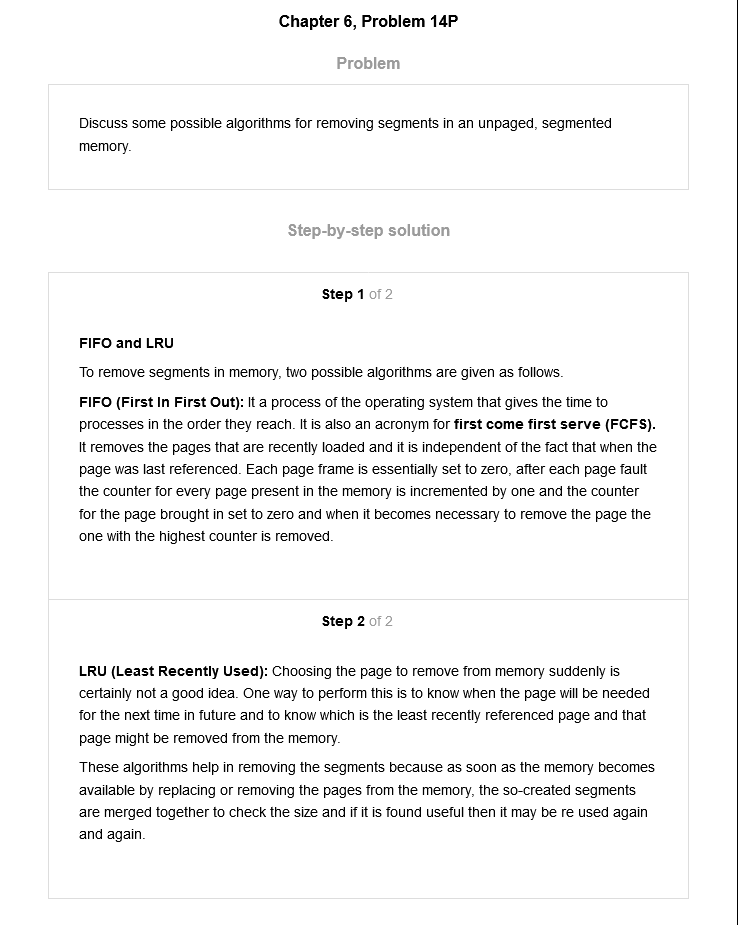 Chapter 6, Problem 14P
Problem
Discuss some possible algorithms for removing segments in an unpaged, segmented
memory.
Step-by-step solution
Step 1 of 2
FIFO and LRU
To remove segments in memory, two possible algorithms are given as follows.
FIFO (First In First Out): It a process of the operating system that gives the time to
processes in the order they reach. It is also an acronym for first come first serve (FCFS).
It removes the pages that are recently loaded and it is independent of the fact that when the
page was last referenced. Each page frame is essentially set to zero, after each page fault
the counter for every page present in the memory is incremented by one and the counter
for the page brought in set to zero and when it becomes necessary to remove the page the
one with the highest counter is removed.
Step 2 of 2
LRU (Least Recently Used): Choosing the page to remove from memory suddenly is
certainly not a good idea. One way to perform this is to know when the page will be needed
for the next time in future and to know which is the least recently referenced page and that
page might be removed from the memory.
These algorithms help in removing the segments because as soon as the memory becomes
available by replacing or removing the pages from the memory, the so-created segments
are merged together to check the size and if it is found useful then it may be re used again
and again.